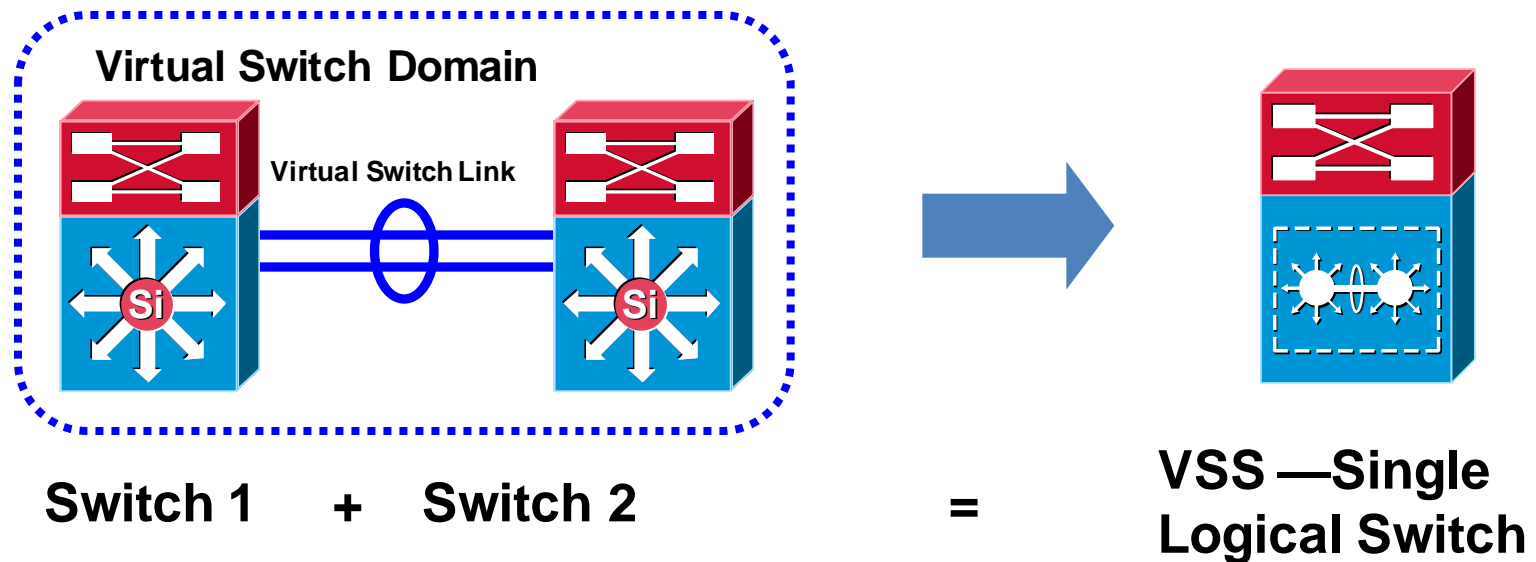 Virtual Switch Domain
Virtual Switch Link
Si
Si
Switch 1 + Switch 2 =
VSS —Single
Logical Switch